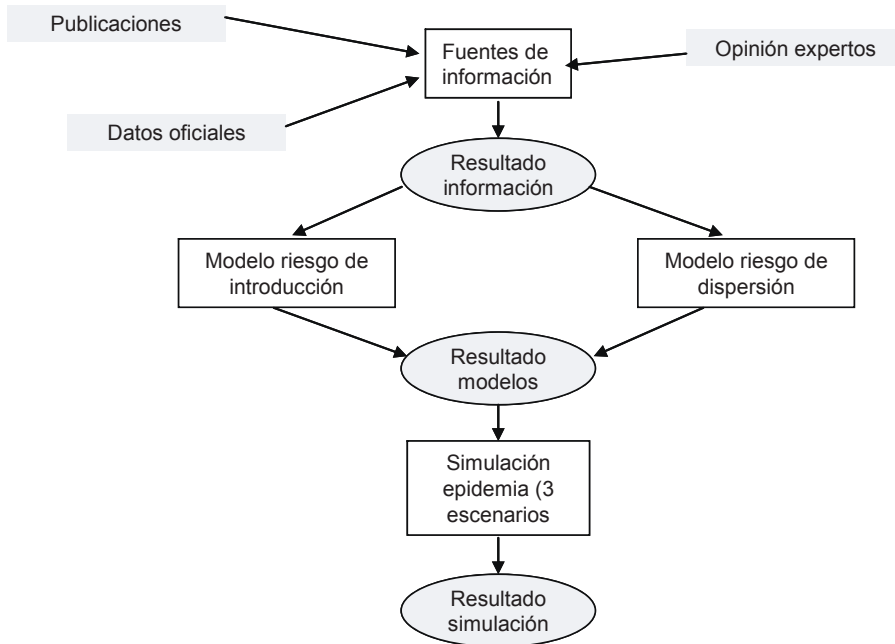 Publicaciones
Fuentes de
información
Opinión expertos
Datos oficiales
Resultado
información
Modelo riesgo de
introducción
Modelo riesgo de
dispersión
Resultado
modelos
Simulación
epidemia (3
escenarios
Resultado
simulación